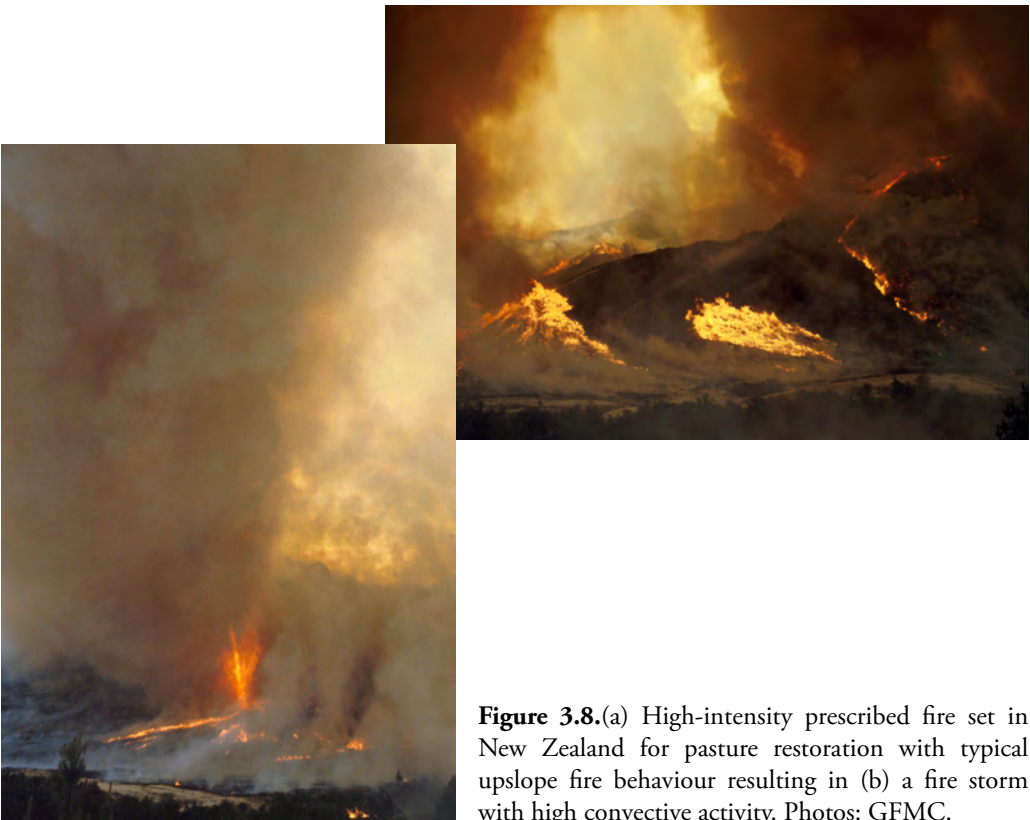 Figure 3.8.(a) High-intensity prescribed fire set in
New Zealand for pasture restoration with typical
upslope fire behaviour resulting in (b) a fire storm
with high convective activity. Photos: GFMC.